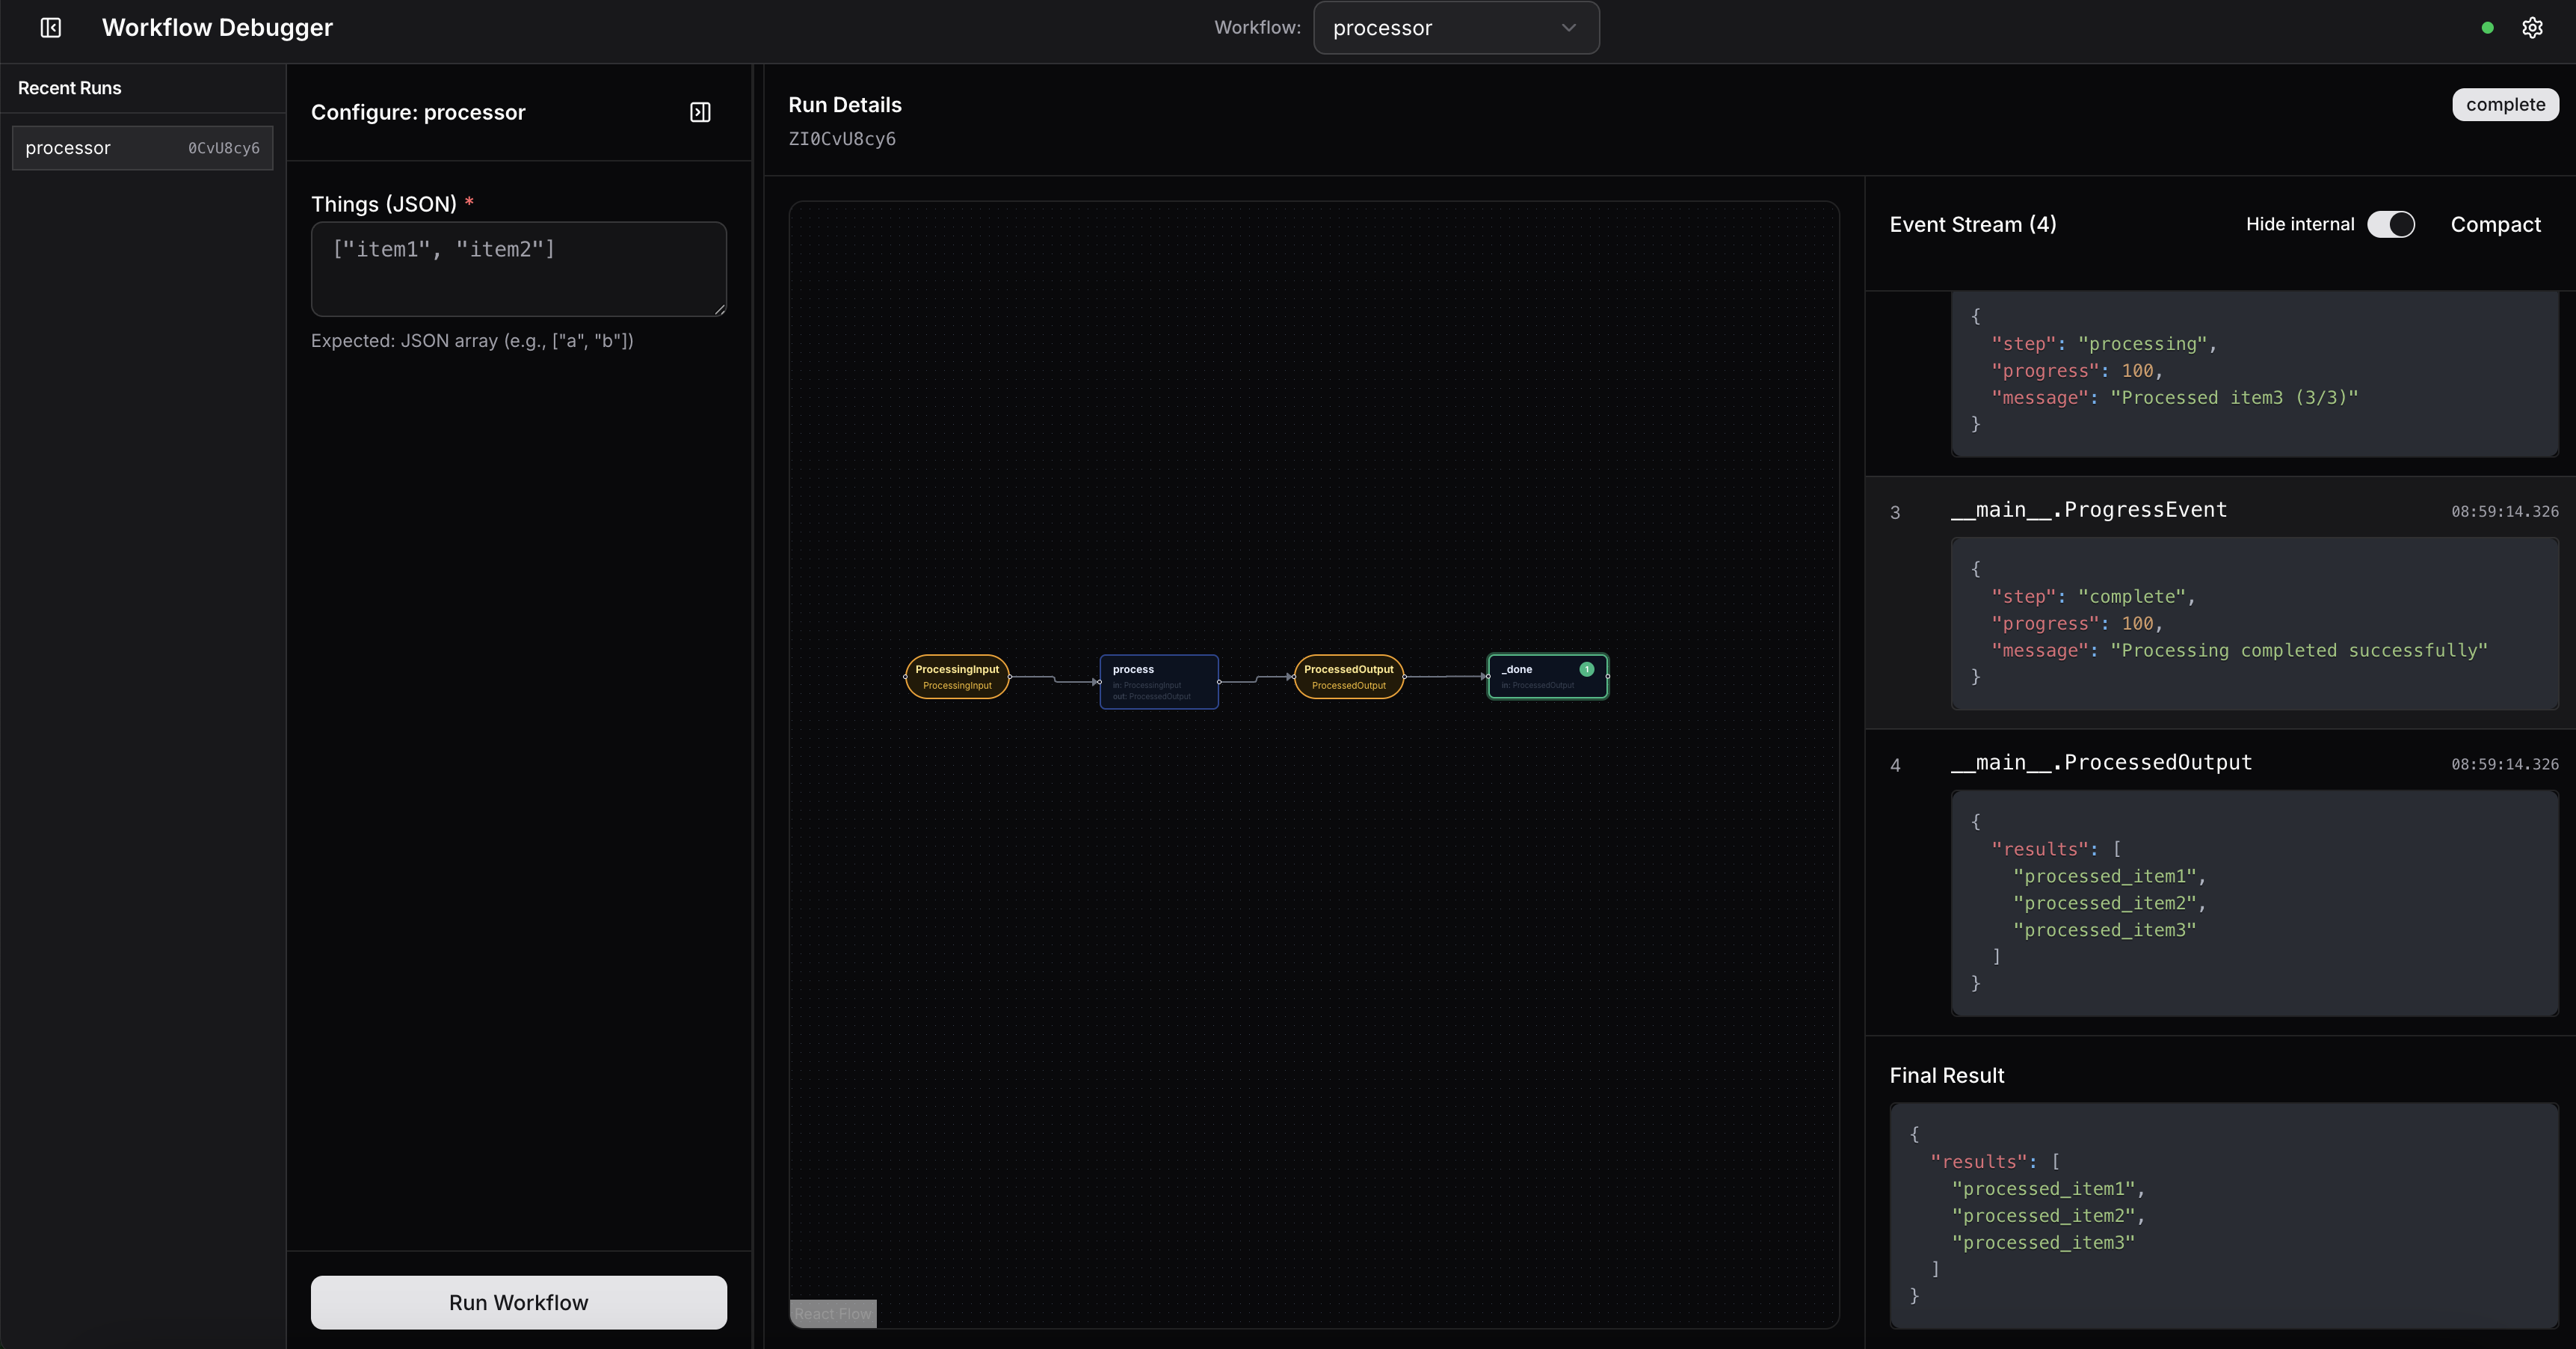 Workflow Debugger
Workflow:
processor
Recent Runs
processor 0CvU8cy6
Configure: processor
Things (JSON) *
["item1", "item2"]
Expected: JSON array (e.g., ["a", "b"])
Run Workflow
Run Details
ZI0CvU8cy6
complete
ProcessingInput
ProcessingInput
process
in: ProcessingInput
out: ProcessedOutput
ProcessedOutput
ProcessedOutput
_done
1
in: ProcessedOutput
React Flow
Event Stream (4)
Hide internal
Compact
{
"step": "processing",
"progress": 100,
"message": "Processed item3 (3/3)"
}
3
__main__.ProgressEvent
08:59:14.326
{
"step": "complete",
"progress": 100,
"message": "Processing completed successfully"
}
4
__main__.ProcessedOutput
08:59:14.326
{
"results": [
"processed_item1",
"processed_item2",
"processed_item3"
]
}
Final Result
{
"results": [
"processed_item1",
"processed_item2",
"processed_item3"
]
}